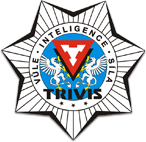 VŮLE · INTELIGENCE · SÍLA
TRIVIS